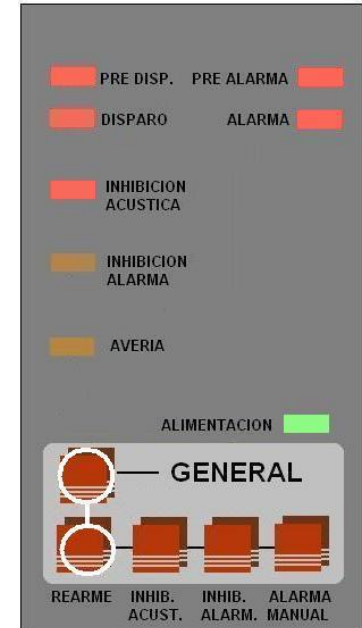 PRE DISP. PRE ALARMA
DISPARO ALARMA
INHIBICION
ACUSTICA
INHIBICION
ALARMA
AVERIA
ALIMENTACION
GENERAL
REARME INHIB. INHIB. ALARMA
ACUST. ALARM. MANUAL